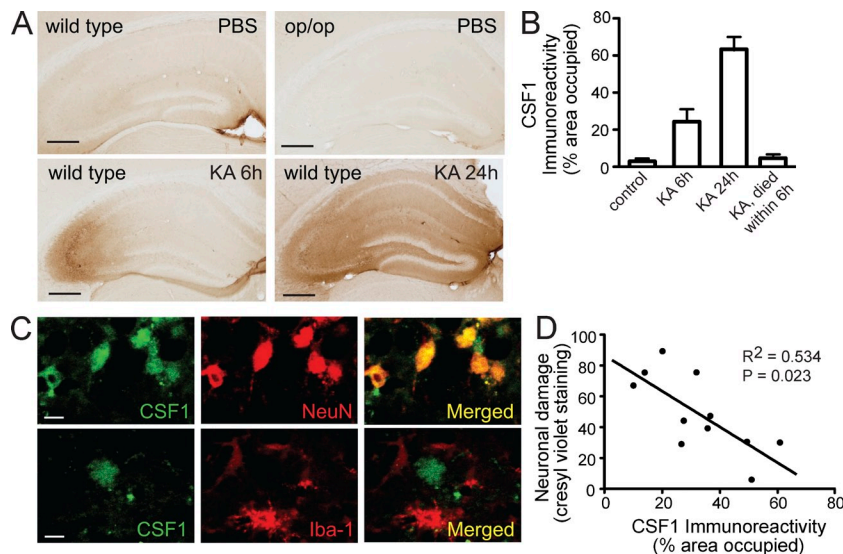 A
wild type PBS
op/op PBS
wild type KA 6h
wild type KA 24h
B
CSF1
Immunoreactivity
(% area occupied)
80
60
40
20
0
control
KA 6h
KA 24h
KA, died
within 6h
C
CSF1
NeuN
Merged
CSF1
Iba-1
Merged
D
Neuronal damage
(cresyl violet staining)
100
80
60
40
20
0
R2 = 0.534
P = 0.023
0 20 40 60 80
CSF1 Immunoreactivity
(% area occupied)